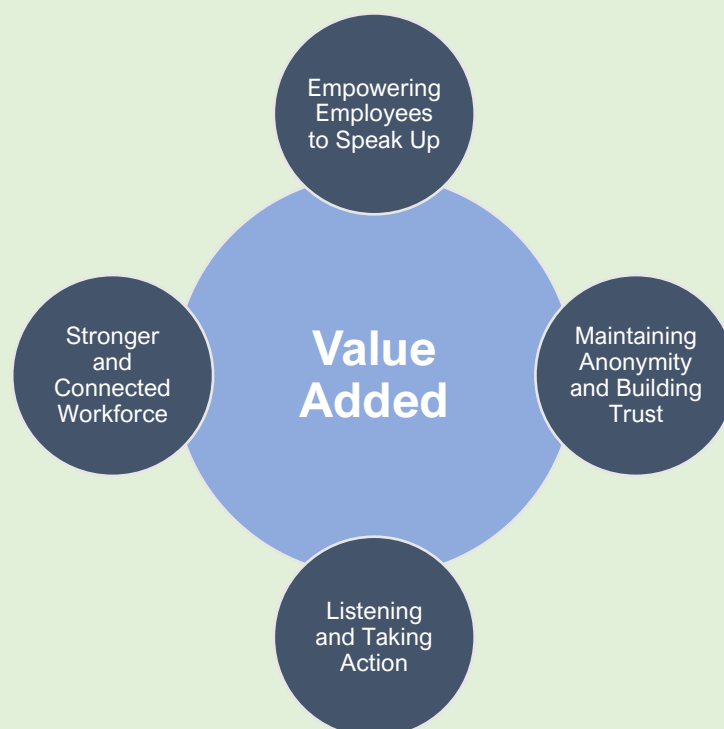 Empowering
Employees
to Speak Up
Stronger
and
Connected
Workforce
Value
Added
Maintaining
Anonymity
and Building
Trust
Listening
and Taking
Action